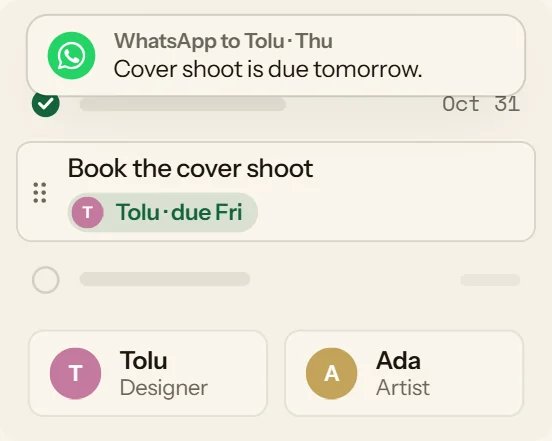 WhatsApp to Tolu · Thu
Cover shoot is due tomorrow.
Oct 31
Book the cover shoot
T Tolu · due Fri
T Tolu
Designer
A Ada
Artist